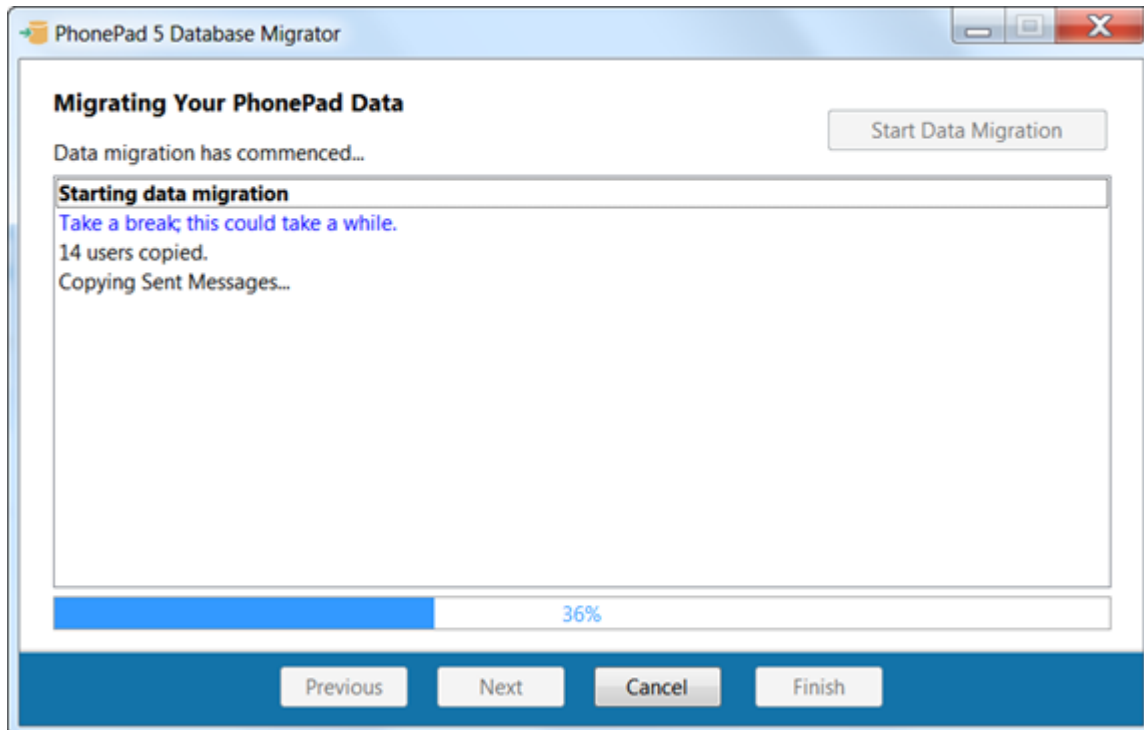 PhonePad 5 Database Migrator
Migrating Your PhonePad Data
Start Data Migration
Data migration has commenced...
Starting data migration
Take a break; this could take a while.
14 users copied.
Copying Sent Messages...
36%
Previous Next Cancel Finish